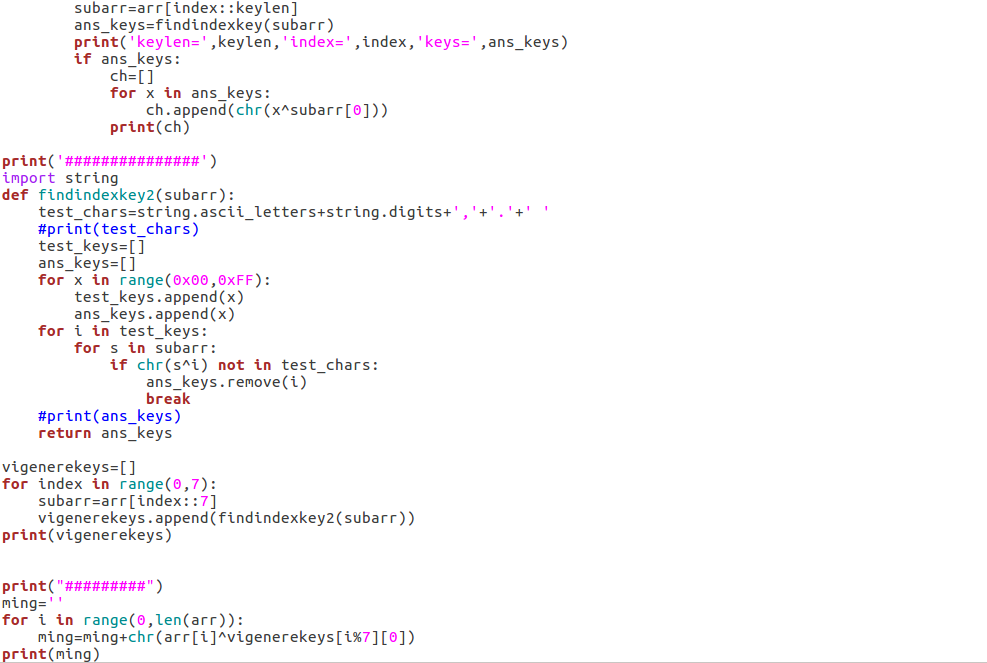 subarr=arr[index::keylen]
        ans_keys=findindexkey(subarr)
        print('keylen=',keylen,'index=',index,'keys=',ans_keys)
        if ans_keys:
            ch=[]
            for x in ans_keys:
                ch.append(chr(x^subarr[0]))
            print(ch)

print('###############')
import string
def findindexkey2(subarr):
    test_chars=string.ascii_letters+string.digits+','+'.'+' '
    #print(test_chars)
    test_keys=[]
    ans_keys=[]
    for x in range(0x00,0xFF):
        test_keys.append(x)
        ans_keys.append(x)
    for i in test_keys:
        for s in subarr:
            if chr(s^i) not in test_chars:
                ans_keys.remove(i)
                break
    #print(ans_keys)
    return ans_keys

vigenerekeys=[]
for index in range(0,7):
    subarr=arr[index::7]
    vigenerekeys.append(findindexkey2(subarr))
print(vigenerekeys)


print("#########")
ming=''
for i in range(0,len(arr)):
    ming=ming+chr(arr[i]^vigenerekeys[i%7][0])
print(ming)